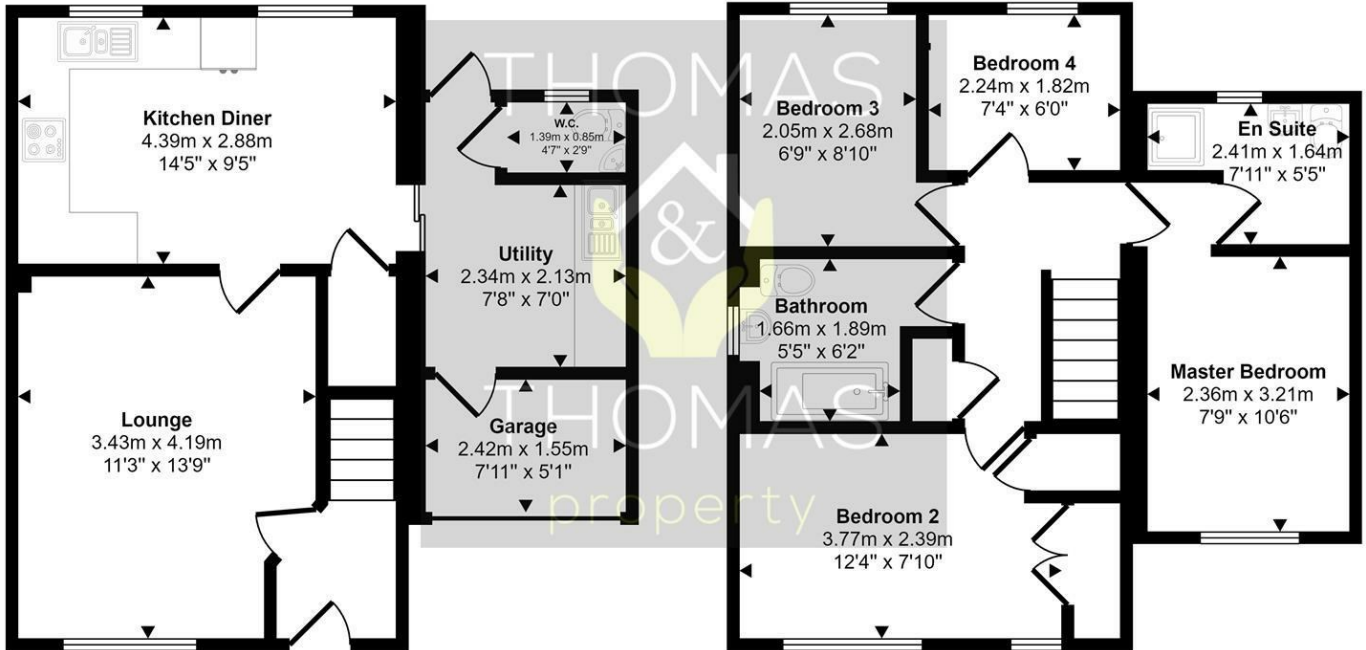 Kitchen Diner
4.39m x 2.88m
14'5" x 9'5"
W.C.
1.39m x 0.85m
4'7" x 2'9"
Utility
2.34m x 2.13m
7'8" x 7'0"
Lounge
3.43m x 4.19m
11'3" x 13'9"
Garage
2.42m x 1.55m
7'11" x 5'1"
THOMAS
&
THOMAS
property
Bedroom 3
2.05m x 2.68m
6'9" x 8'10"
Bedroom 4
2.24m x 1.82m
7'4" x 6'0"
En Suite
2.41m x 1.64m
7'11" x 5'5"
Bathroom
1.66m x 1.89m
5'5" x 6'2"
Master Bedroom
2.36m x 3.21m
7'9" x 10'6"
Bedroom 2
3.77m x 2.39m
12'4" x 7'10"